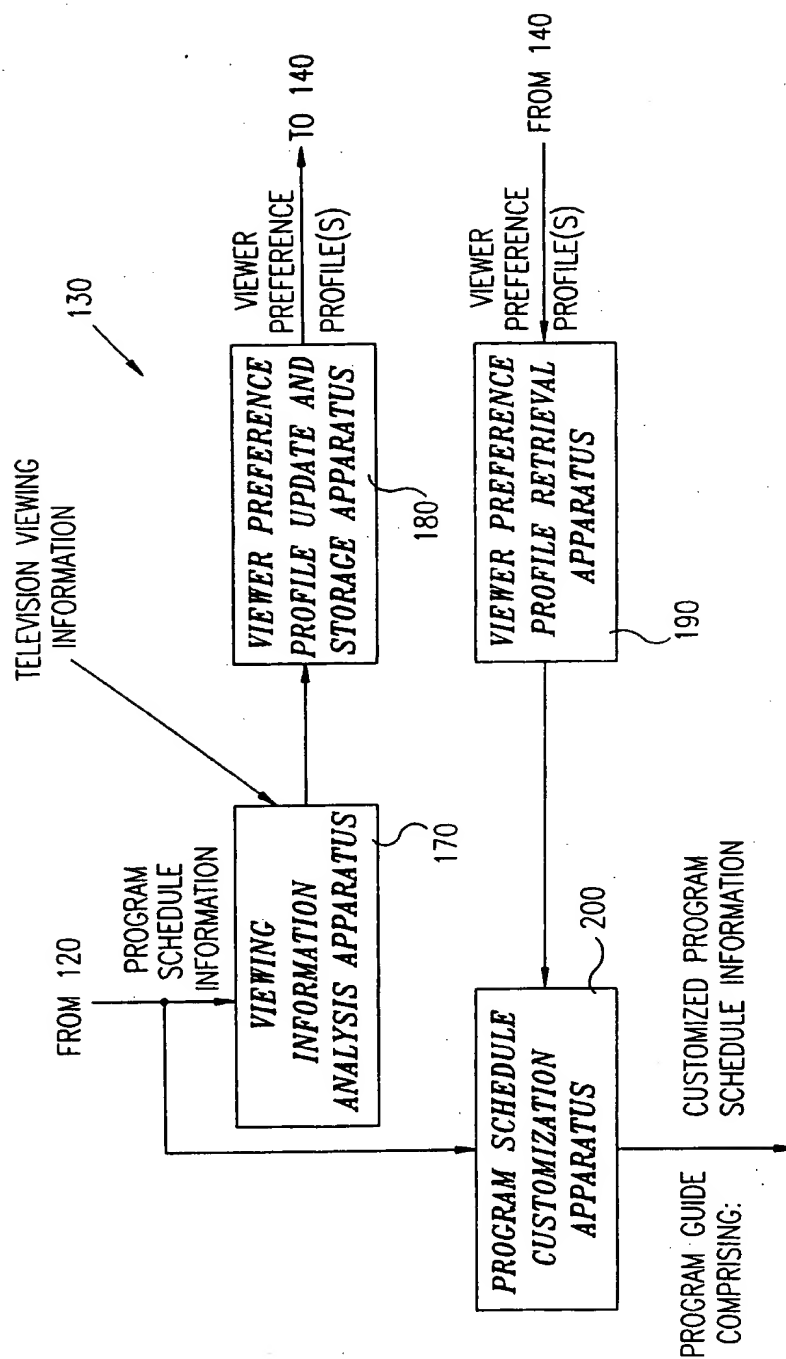 130
TELEVISION VIEWING
INFORMATION
FROM 120
PROGRAM
SCHEDULE
INFORMATION
VIEWING
INFORMATION
ANALYSIS APPARATUS
170
VIEWER PREFERENCE
PROFILE UPDATE AND
STORAGE APPARATUS
180
VIEWER
PREFERENCE
PROFILE(S)
TO 140
PROGRAM SCHEDULE
CUSTOMIZATION
APPARATUS
200
VIEWER PREFERENCE
PROFILE RETRIEVAL
APPARATUS
190
VIEWER
PREFERENCE
PROFILE(S)
FROM 140
PROGRAM GUIDE
COMPRISING:
CUSTOMIZED PROGRAM
SCHEDULE INFORMATION